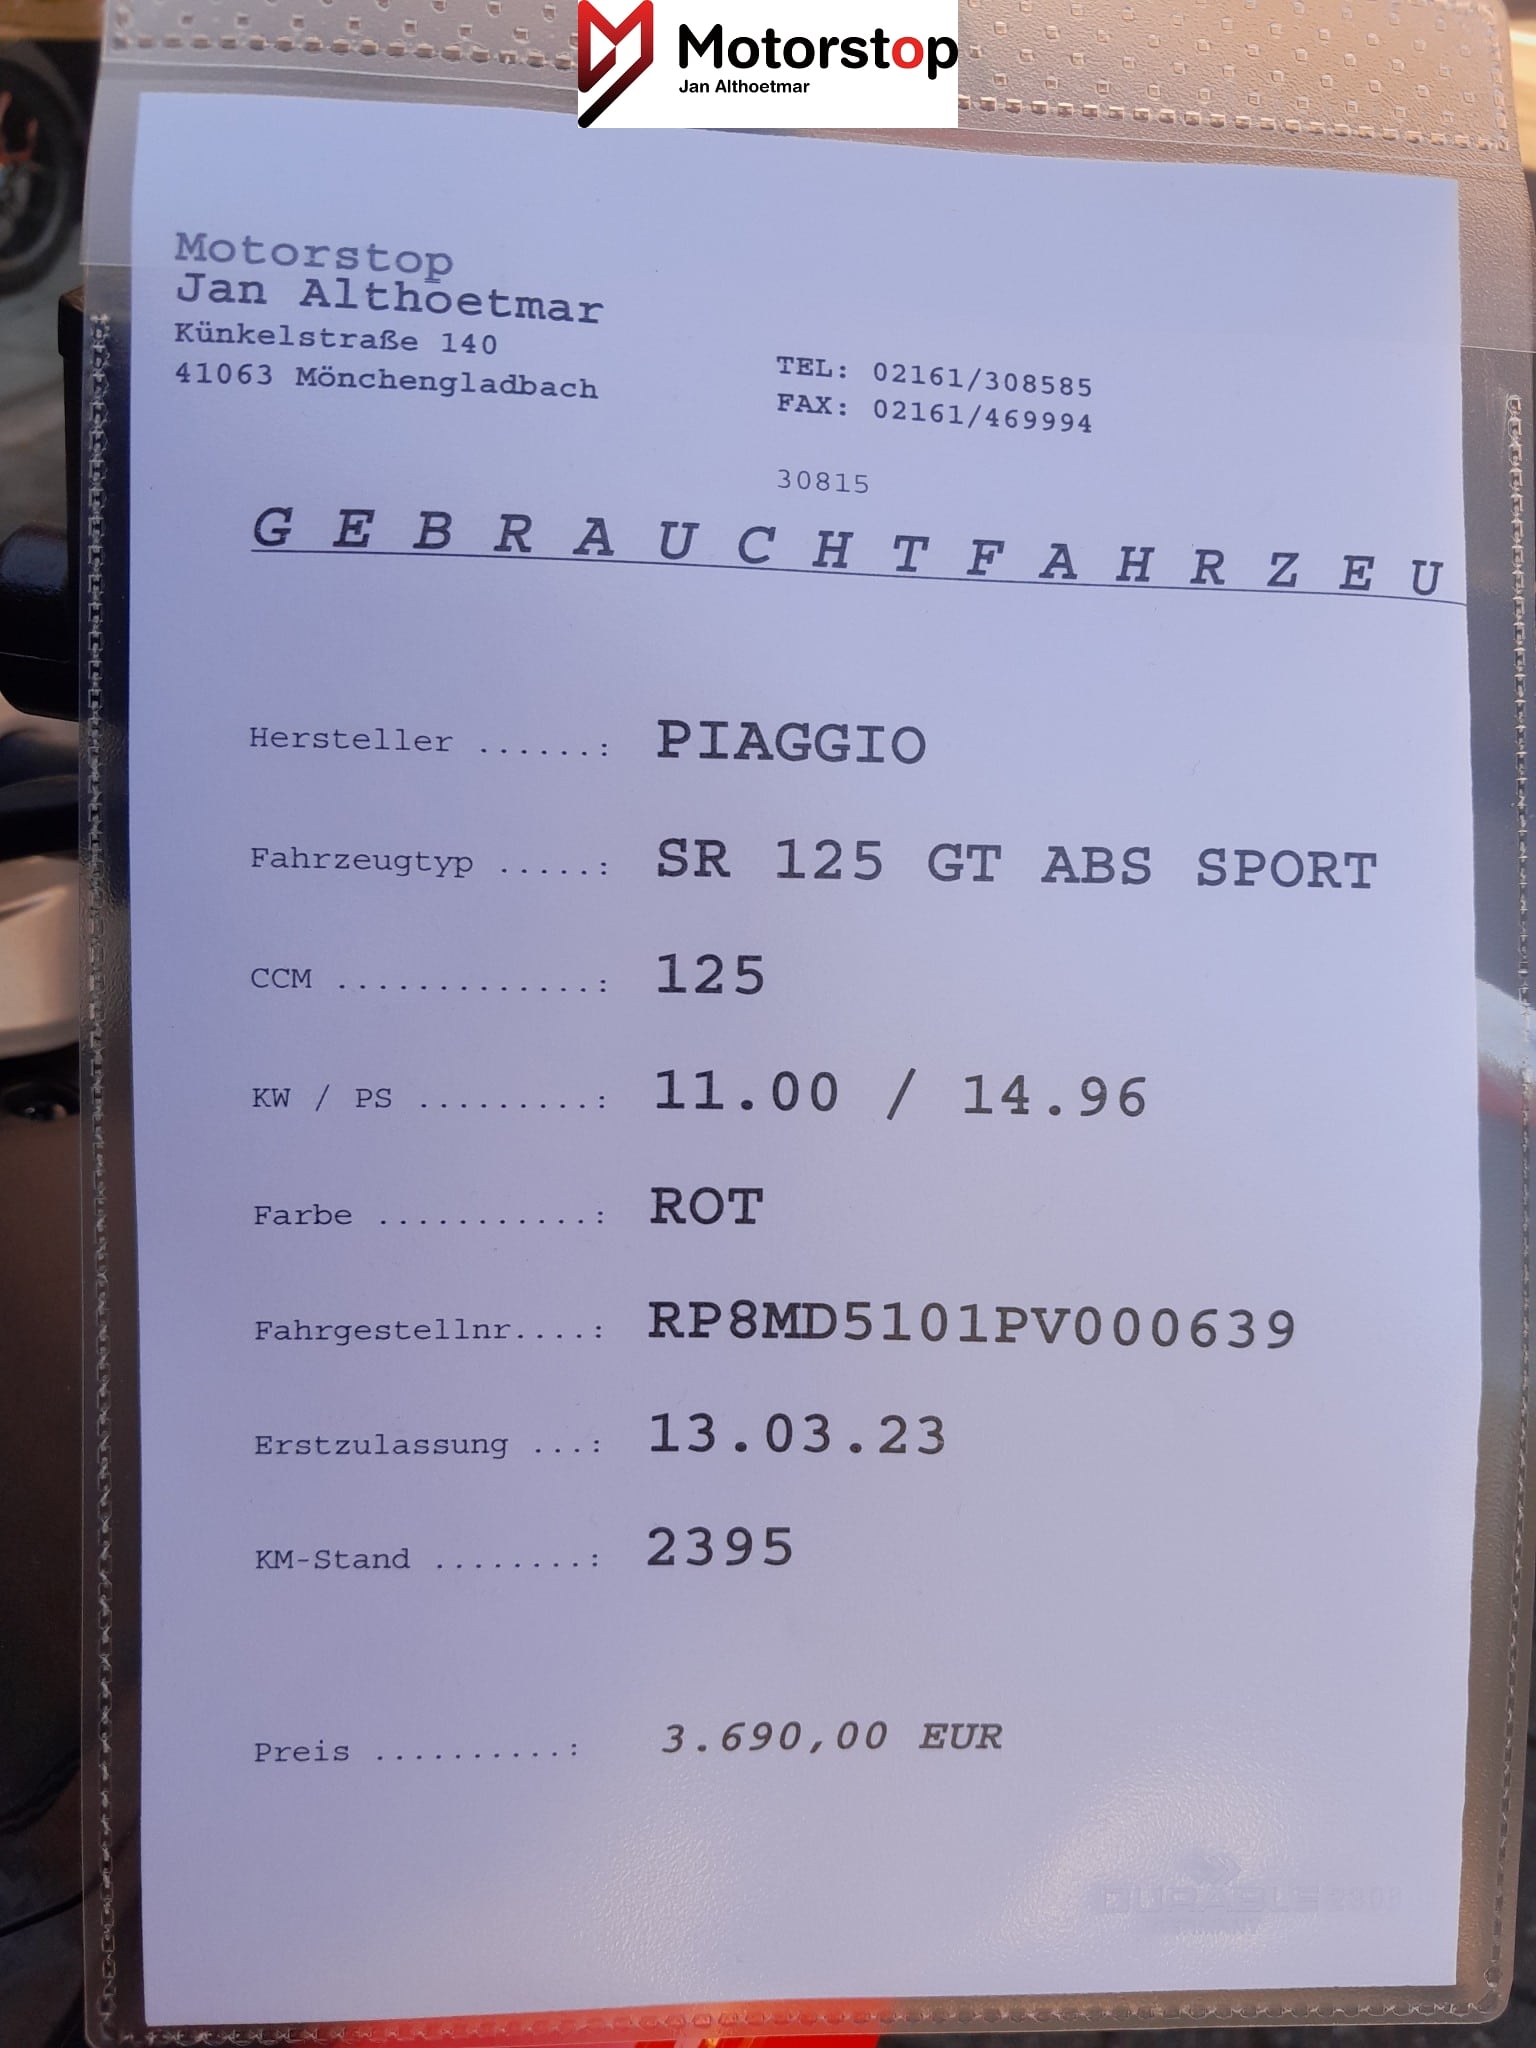 Motorstop
Jan Althoetmar
Motorstop
Jan Althoetmar
Künkelstraße 140
41063 Mönchengladbach
TEL: 02161/308585
FAX: 02161/469994
30815
G E B R A U C H T F A H R Z E U
Hersteller ......: PIAGGIO
Fahrzeugtyp .....: SR 125 GT ABS SPORT
CCM .............: 125
KW / PS .........: 11.00 / 14.96
Farbe ...........: ROT
Fahrgestellnr....: RP8MD5101PV000639
Erstzulassung ...: 13.03.23
KM-Stand ........: 2395
Preis ..........: 3.690,00 EUR
DURABLE